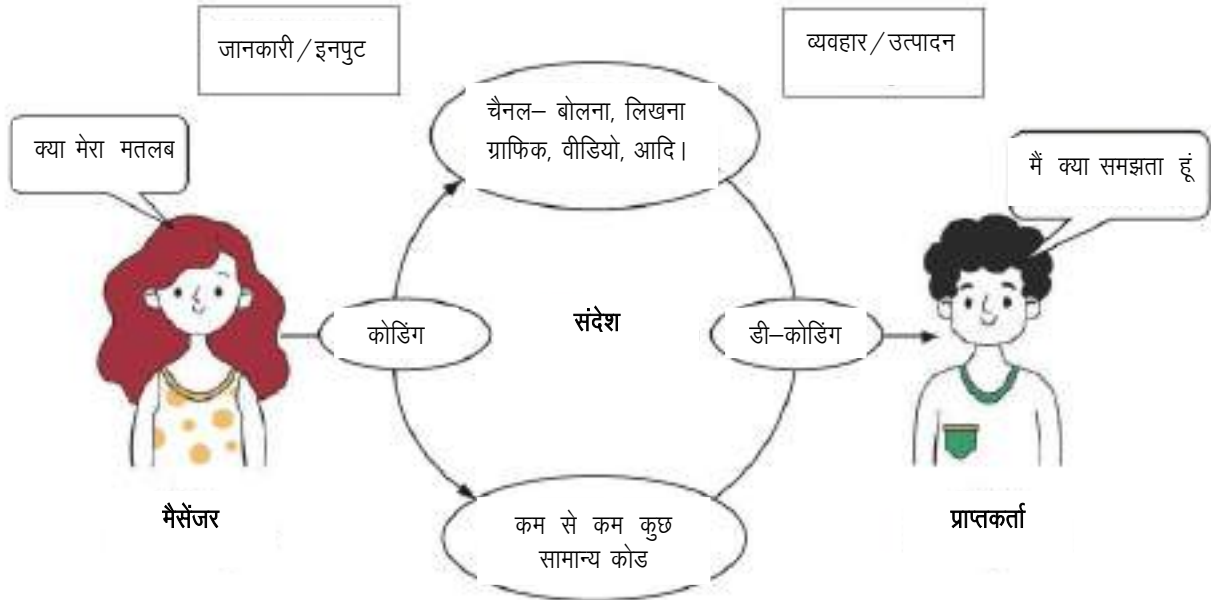 जानकारी/इनपुट
व्यवहार/उत्पादन
चैनल– बोलना, लिखना
ग्राफिक, वीडियो, आदि।
क्या मेरा मतलब
मैं क्या समझता हूं
कोडिंग
संदेश
डी–कोडिंग
मैसेंजर
प्राप्तकर्ता
कम से कम कुछ
सामान्य कोड